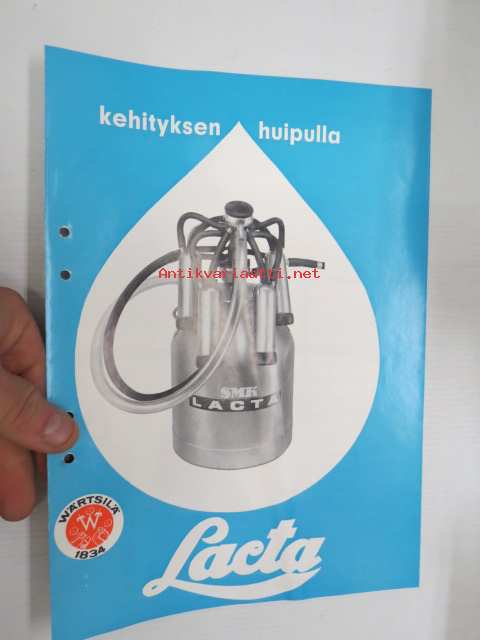 kehityksen huipulla
Antikvariaatti.net
SMK
LACTA
WÄRTSILÄ
W
1834
Lacta